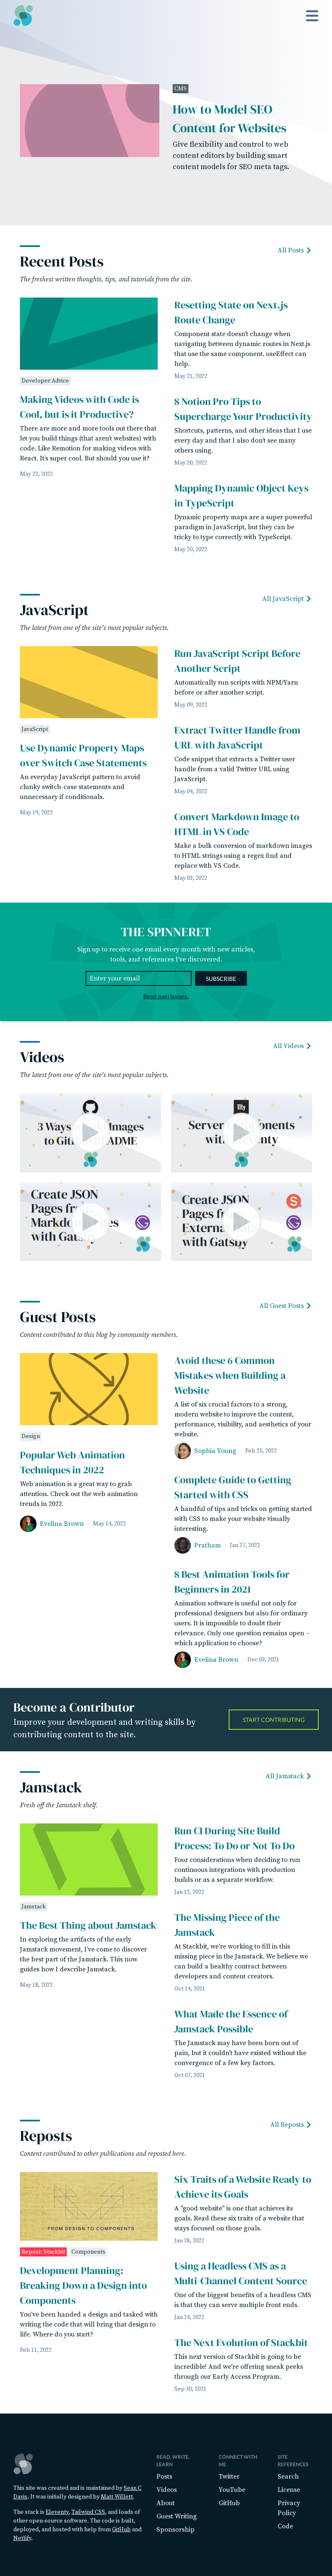 CMS
How to Model SEO
Content for Websites
Give flexibility and control to web
content editors by building smart
content models for SEO meta tags.
Recent Posts
All Posts
The freshest written thoughts, tips, and tutorials from the site.
Developer Advice
Making Videos with Code is
Cool, but is it Productive?
There are more and more tools out there that
let you build things (that aren't websites) with
code. Like Remotion for making videos with
React. It's super cool. But should you use it?
May 22, 2022
Resetting State on Next.js
Route Change
Component state doesn't change when
navigating between dynamic routes in Next.js
that use the same component. useEffect can
help.
May 21, 2022
8 Notion Pro Tips to
Supercharge Your Productivity
Shortcuts, patterns, and other ideas that I use
every day and that I also don't see many
others using.
May 20, 2022
Mapping Dynamic Object Keys
in TypeScript
Dynamic property maps are a super powerful
paradigm in JavaScript, but they can be
tricky to type correctly with TypeScript.
May 20, 2022
JavaScript
All JavaScript
The latest from one of the site's most popular subjects.
JavaScript
Use Dynamic Property Maps
over Switch Case Statements
An everyday JavaScript pattern to avoid
clunky switch-case statements and
unnecessary if conditionals.
May 19, 2022
Run JavaScript Script Before
Another Script
Automatically run scripts with NPM/Yarn
before or after another script.
May 09, 2022
Extract Twitter Handle from
URL with JavaScript
Code snippet that extracts a Twitter user
handle from a valid Twitter URL using
JavaScript.
May 04, 2022
Convert Markdown Image to
HTML in VS Code
Make a bulk conversion of markdown images
to HTML strings using a regex find and
replace with VS Code.
May 03, 2022
THE SPINNERET
Sign up to receive one email every month with new articles,
tools, and references I've discovered.
Enter your email
SUBSCRIBE
Read past issues.
Videos
All Videos
The latest from one of the site's most popular subjects.
3 Ways Images
to GitH ADME
11ty
Server ponents
with nty
Create JSON
Pages from
Markdo es
with Gatsby
Create JSON
Pages f
Externa
with Gatsby
Guest Posts
All Guest Posts
Content contributed to this blog by community members.
Design
Popular Web Animation
Techniques in 2022
Web animation is a great way to grab
attention. Check out the web animation
trends in 2022.
Evelina Brown · May 14, 2022
Avoid these 6 Common
Mistakes when Building a
Website
A list of six crucial factors to a strong,
modern website to improve the content,
performance, visibility, and aesthetics of your
website.
Sophia Young · Feb 25, 2022
Complete Guide to Getting
Started with CSS
A handful of tips and tricks on getting started
with CSS to make your website visually
interesting.
Pratham · Jan 27, 2022
8 Best Animation Tools for
Beginners in 2021
Animation software is useful not only for
professional designers but also for ordinary
users. It is impossible to doubt their
relevance. Only one question remains open –
which application to choose?
Evelina Brown · Dec 03, 2021
Become a Contributor
Improve your development and writing skills by
contributing content to the site.
START CONTRIBUTING
Jamstack
All Jamstack
Fresh off the Jamstack shelf.
Jamstack
The Best Thing about Jamstack
In exploring the artifacts of the early
Jamstack movement, I've come to discover
the best part of the Jamstack. This now
guides how I describe Jamstack.
May 18, 2022
Run CI During Site Build
Process: To Do or Not To Do
Four considerations when deciding to run
continuous integrations with production
builds or as a separate workflow.
Jan 12, 2022
The Missing Piece of the
Jamstack
At Stackbit, we're working to fill in this
missing piece in the Jamstack. We believe we
can build a healthy contract between
developers and content creators.
Oct 14, 2021
What Made the Essence of
Jamstack Possible
The Jamstack may have been born out of
pain, but it couldn't have existed without the
convergence of a few key factors.
Oct 07, 2021
Reposts
All Reposts
Content contributed to other publications and reposted here.
FROM DESIGN TO COMPONENTS
Repost: Stackbit
Components
Development Planning:
Breaking Down a Design into
Components
You've been handed a design and tasked with
writing the code that will bring that design to
life. Where do you start?
Feb 11, 2022
Six Traits of a Website Ready to
Achieve its Goals
A "good website" is one that achieves its
goals. Read these six traits of a website that
stays focused on those goals.
Jan 28, 2022
Using a Headless CMS as a
Multi-Channel Content Source
One of the biggest benefits of a headless CMS
is that they can serve multiple front ends.
Jan 24, 2022
The Next Evolution of Stackbit
This next version of Stackbit is going to be
incredible! And we're offering sneak peeks
through our Early Access Program.
Sep 30, 2021
This site was created and is maintained by Sean C
Davis. It was initially designed by Matt Willett.
The stack is Eleventy, Tailwind CSS, and loads of
other open source software. The code is built,
deployed, and hosted with help from GitHub and
Netlify.
READ, WRITE,
LEARN
Posts
Videos
About
Guest Writing
Sponsorship
CONNECT WITH
ME
Twitter
YouTube
GitHub
SITE
REFERENCES
Search
License
Privacy
Policy
Code